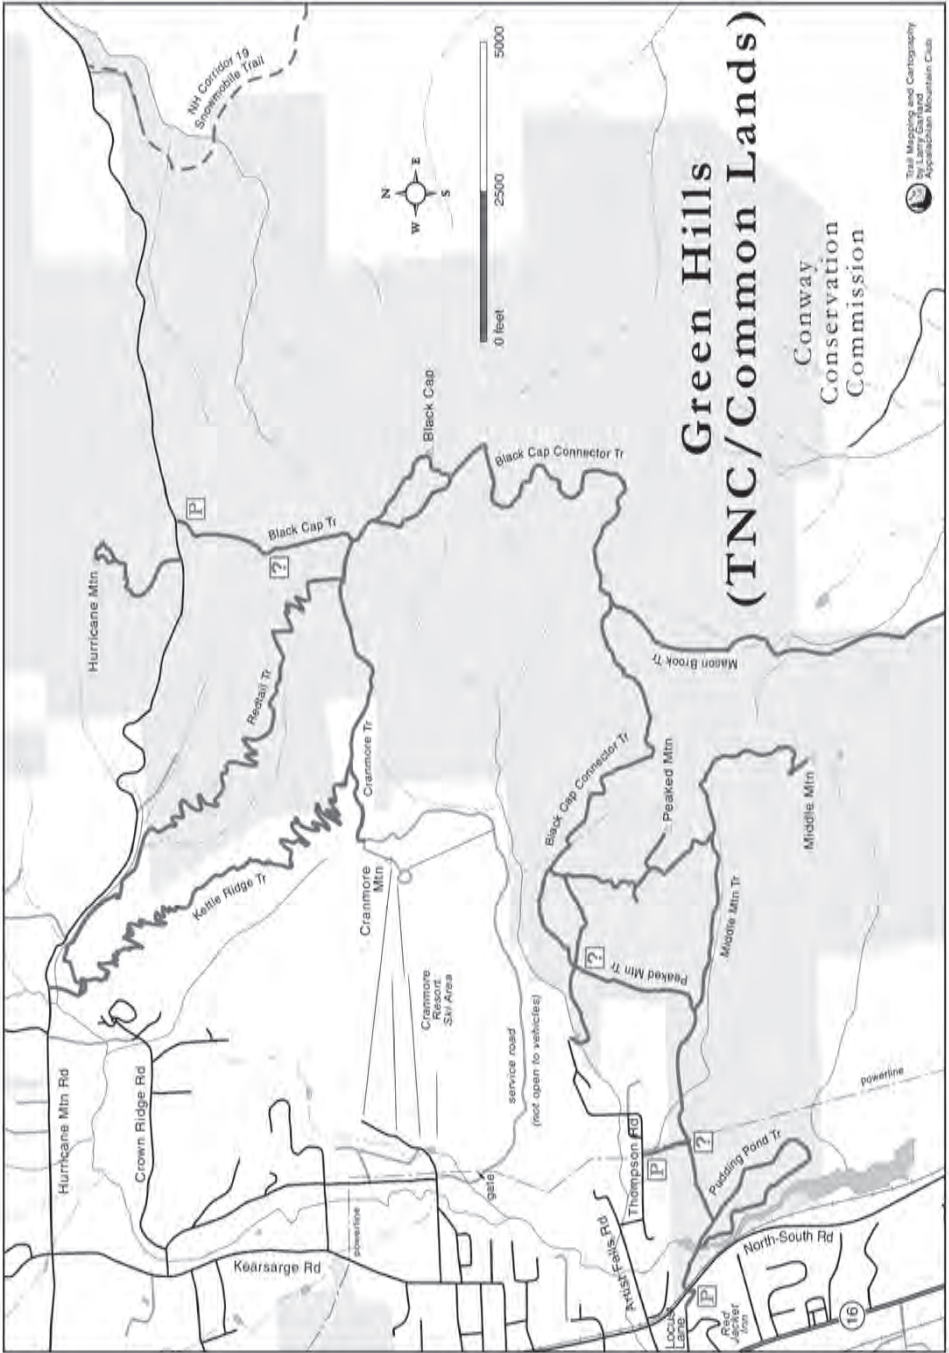 NH Corridor 19
Snowmobile Trail
N
W
E
S
0 feet
2500
5000
Green Hills
(TNC/Common Lands)
Conway
Conservation
Commission
Trail Mapping and Cartography
by Larry Garland
Appalachian Mountain Club
Hurricane Mtn
P
Black Cap Tr
?
Black Cap
Black Cap Connector Tr
Redtail Tr
Cranmore Tr
Kettle Ridge Tr
Cranmore
Mtn
Cranmore
Resort
Ski Area
Mason Brook Tr
Black Cap Connector Tr
Peaked Mtn
Middle Mtn
Middle Mtn Tr
Peaked Mtn Tr
?
service road
(not open to vehicles)
Hurricane Mtn Rd
Crown Ridge Rd
Kearsarge Rd
powerline
gate
powerline
Thompson Rd
P
?
Pudding Pond Tr
Artist Falls Rd
North-South Rd
Locust
Lane
P
Red
Jacket
Inn
16